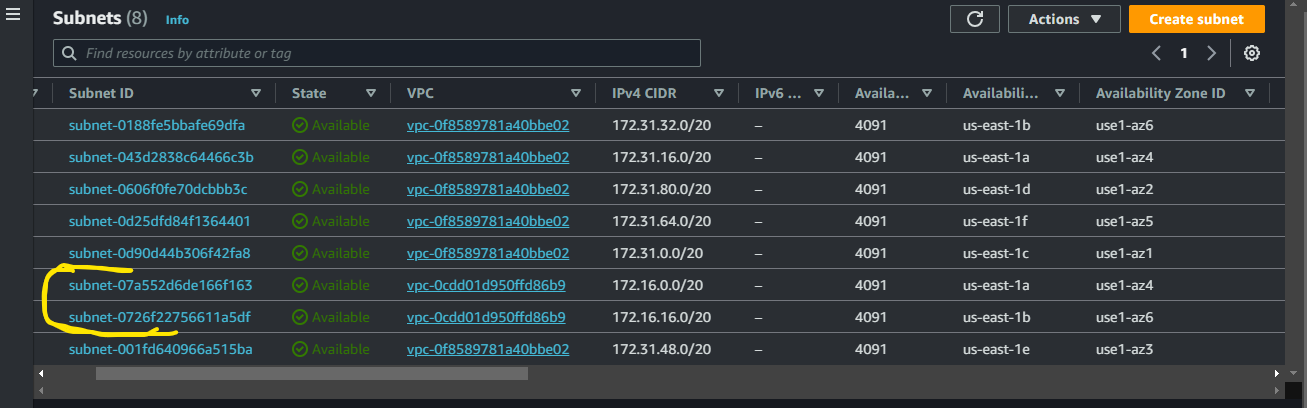 Subnets (8) Info Actions Create subnet
Find resources by attribute or tag 1
Subnet ID State VPC IPv4 CIDR IPv6 ... Availa... Availabili... Availability Zone ID
subnet-0188fe5bbafe69dfa Available vpc-0f8589781a40bbe02 172.31.32.0/20 – 4091 us-east-1b use1-az6
subnet-043d2838c64466c3b Available vpc-0f8589781a40bbe02 172.31.16.0/20 – 4091 us-east-1a use1-az4
subnet-0606f0fe70dcbbb3c Available vpc-0f8589781a40bbe02 172.31.80.0/20 – 4091 us-east-1d use1-az2
subnet-0d25dfd84f1364401 Available vpc-0f8589781a40bbe02 172.31.64.0/20 – 4091 us-east-1f use1-az5
subnet-0d90d44b306f42fa8 Available vpc-0f8589781a40bbe02 172.31.0.0/20 – 4091 us-east-1c use1-az1
subnet-07a552d6de166f163 Available vpc-0cdd01d950ffd86b9 172.16.0.0/20 – 4091 us-east-1a use1-az4
subnet-0726f22756611a5df Available vpc-0cdd01d950ffd86b9 172.16.16.0/20 – 4091 us-east-1b use1-az6
subnet-001fd640966a515ba Available vpc-0f8589781a40bbe02 172.31.48.0/20 – 4091 us-east-1e use1-az3